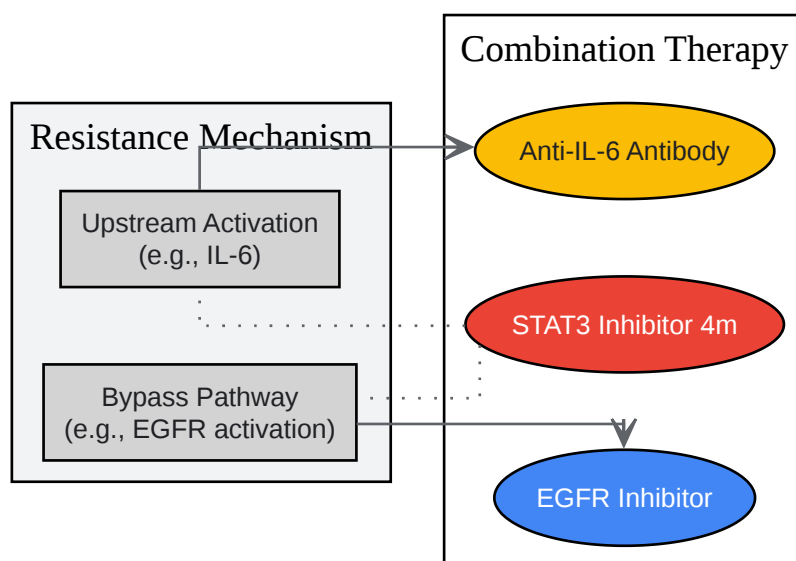 Combination Therapy
Resistance Mechanism
Anti-IL-6 Antibody
Upstream Activation
(e.g., IL-6)
STAT3 Inhibitor 4m
Bypass Pathway
(e.g., EGFR activation)
EGFR Inhibitor